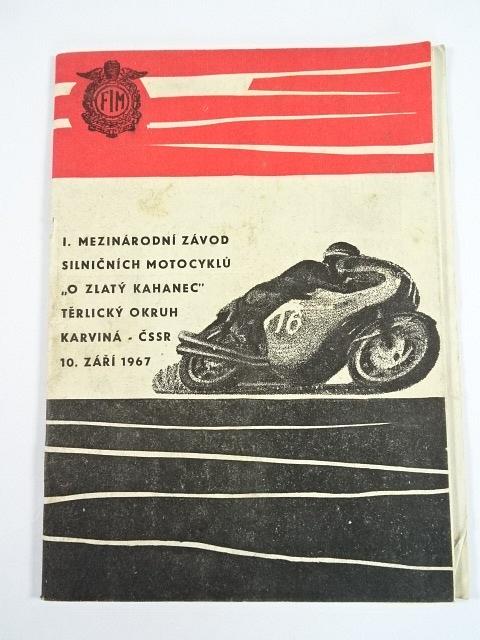 FIM
I. MEZINÁRODNÍ ZÁVOD
SILNIČNÍCH MOTOCYKLŮ
„O ZLATÝ KAHANEC"
TĚRLICKÝ OKRUH
KARVINÁ - ČSSR
10. ZÁŘÍ 1967
16